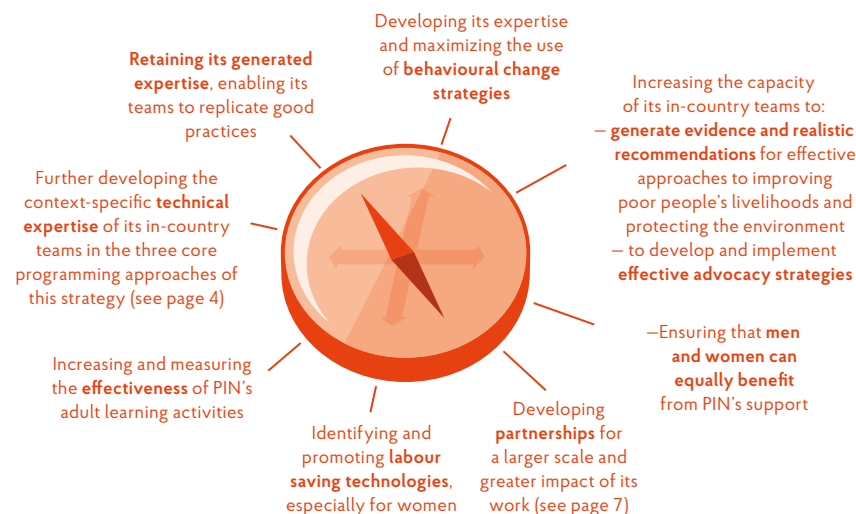 Developing its expertise
and maximizing the use
of behavioural change
strategies
Increasing the capacity
of its in-country teams to:
– generate evidence and realistic
recommendations for effective
approaches to improving
poor people's livelihoods and
protecting the environment
– to develop and implement
effective advocacy strategies
–Ensuring that men
and women can
equally benefit
from PIN's support
Developing
partnerships for
a larger scale and
greater impact of its
work (see page 7)
Identifying and
promoting labour
saving technologies,
especially for women
Increasing and measuring
the effectiveness of PIN's
adult learning activities
Further developing the
context-specific technical
expertise of its in-country
teams in the three core
programming approaches of
this strategy (see page 4)
Retaining its generated
expertise, enabling its
teams to replicate good
practices